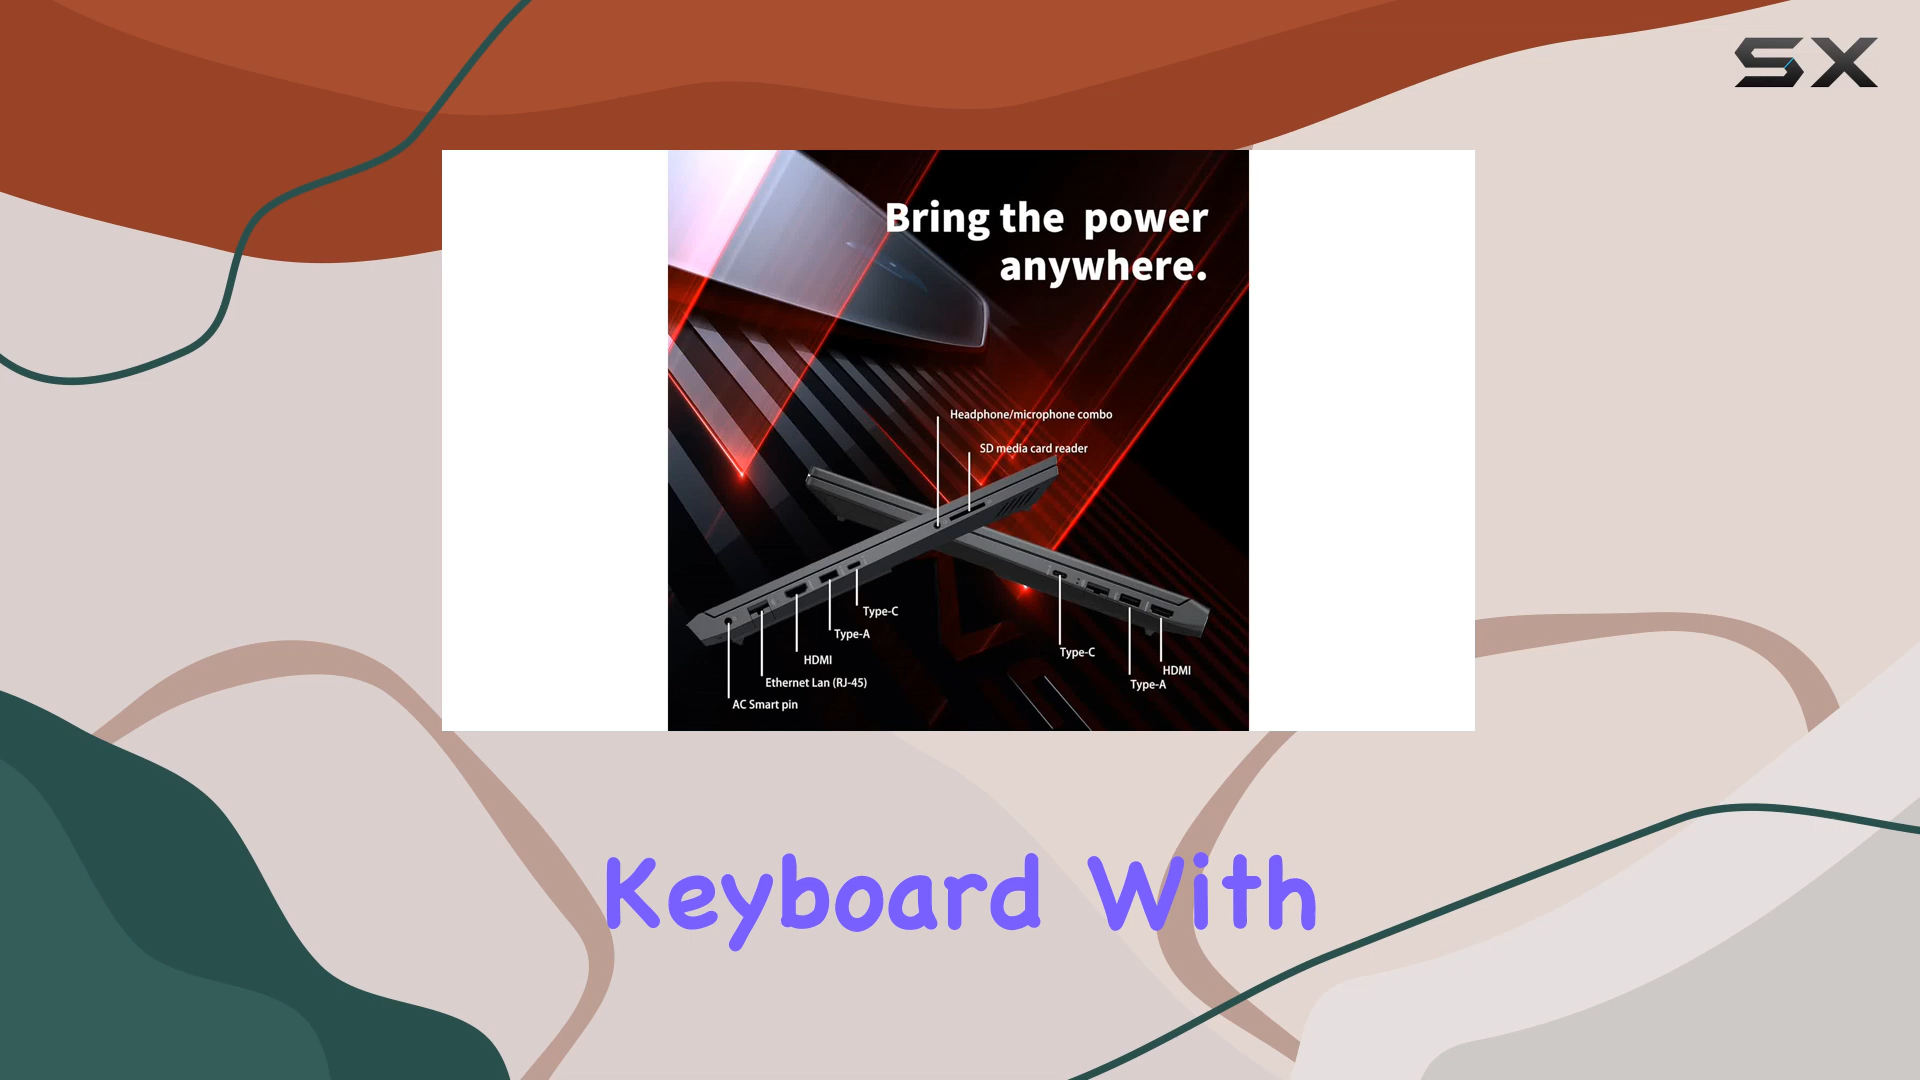 SX
Bring the power
anywhere.
Headphone/microphone combo
SD media card reader
Type-C
Type-A
HDMI
Ethernet Lan (RJ-45)
AC Smart pin
Type-C
HDMI
Type-A
Keyboard With